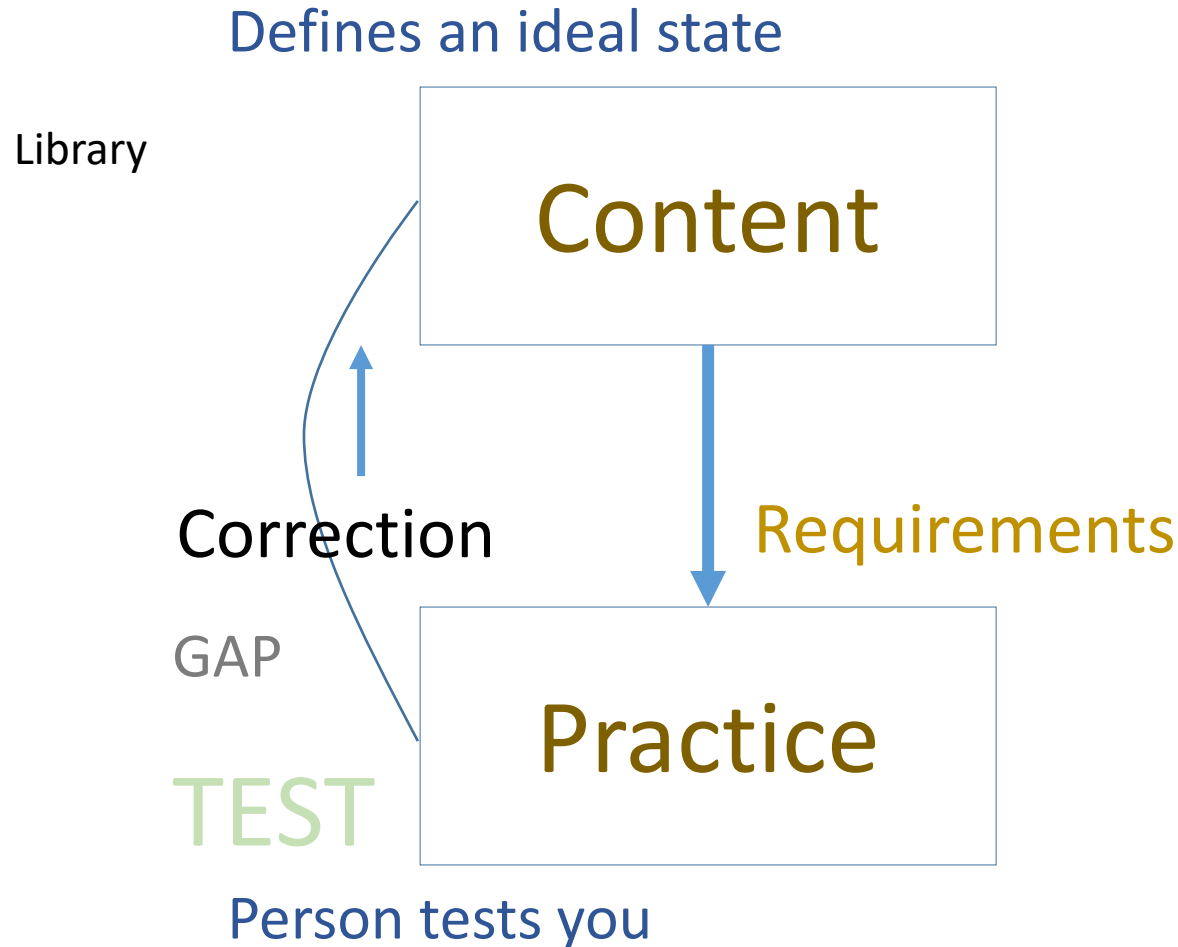 Defines an ideal state
Library
Content
Correction
Requirements
GAP
Practice
TEST
Person tests you